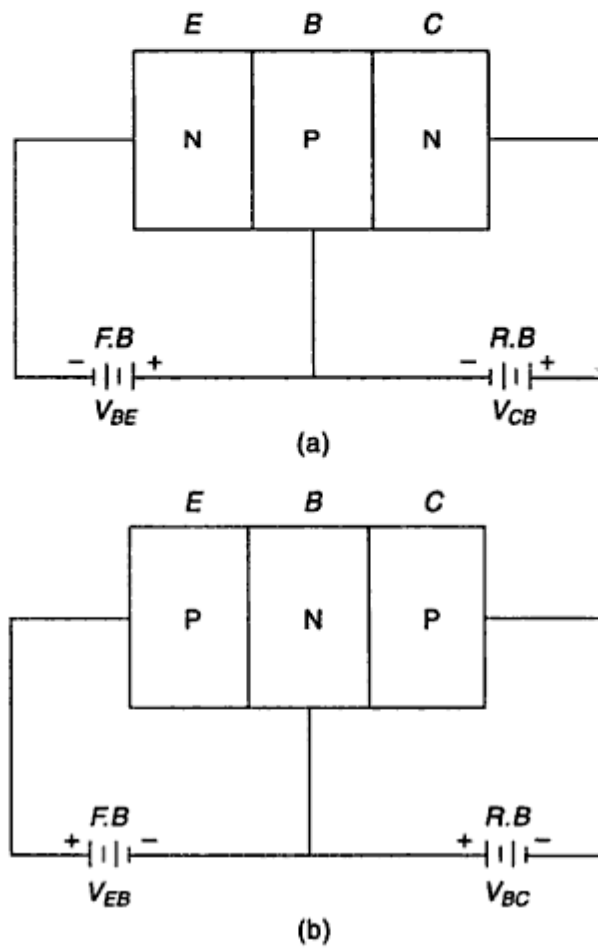 E B C
N P N
F.B R.B
− + − +
V_BE V_CB
(a)
E B C
P N P
F.B R.B
+ − + −
V_EB V_BC
(b)